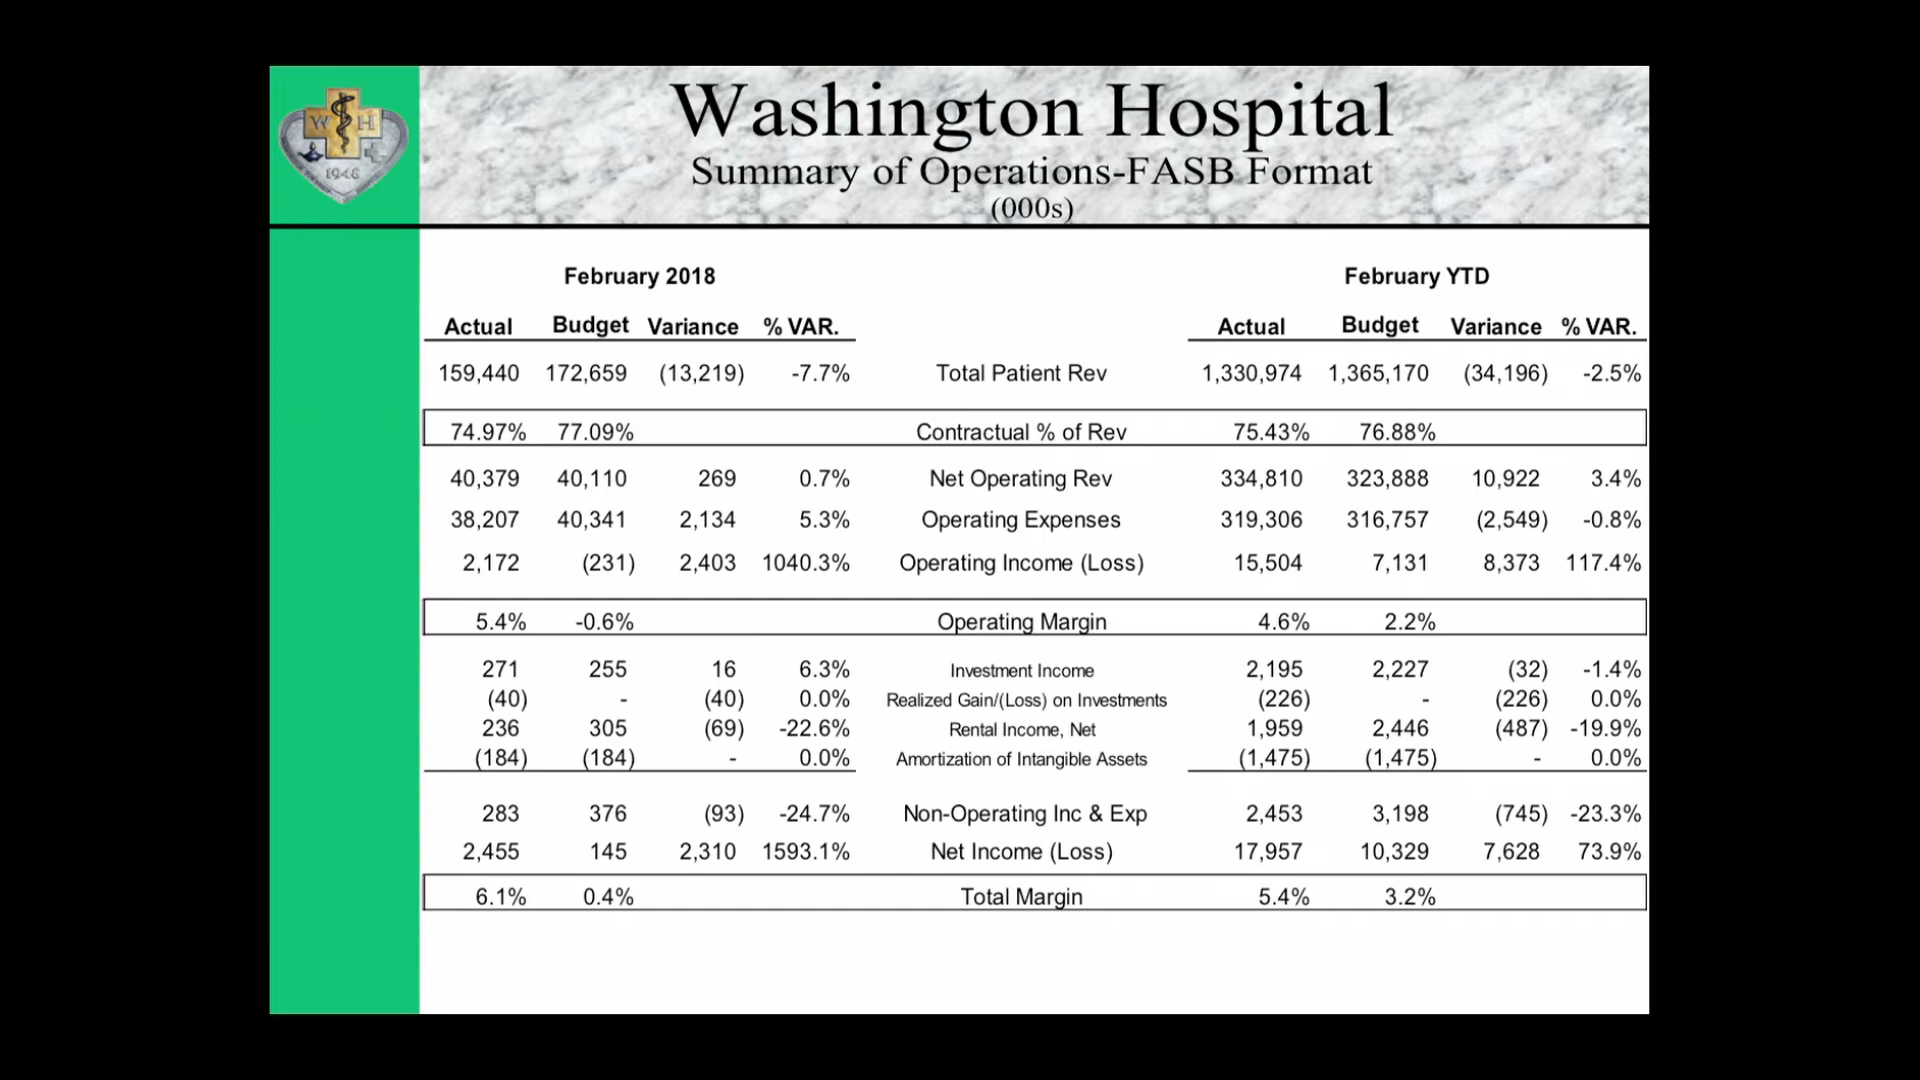 W H
1948
Washington Hospital
Summary of Operations-FASB Format
(000s)
February 2018 February YTD
Actual Budget Variance % VAR. Actual Budget Variance % VAR.
159,440 172,659 (13,219) -7.7% Total Patient Rev 1,330,974 1,365,170 (34,196) -2.5%
74.97% 77.09% Contractual % of Rev 75.43% 76.88%
40,379 40,110 269 0.7% Net Operating Rev 334,810 323,888 10,922 3.4%
38,207 40,341 2,134 5.3% Operating Expenses 319,306 316,757 (2,549) -0.8%
2,172 (231) 2,403 1040.3% Operating Income (Loss) 15,504 7,131 8,373 117.4%
5.4% -0.6% Operating Margin 4.6% 2.2%
271 255 16 6.3% Investment Income 2,195 2,227 (32) -1.4%
(40) - (40) 0.0% Realized Gain/(Loss) on Investments (226) - (226) 0.0%
236 305 (69) -22.6% Rental Income, Net 1,959 2,446 (487) -19.9%
(184) (184) - 0.0% Amortization of Intangible Assets (1,475) (1,475) - 0.0%
283 376 (93) -24.7% Non-Operating Inc & Exp 2,453 3,198 (745) -23.3%
2,455 145 2,310 1593.1% Net Income (Loss) 17,957 10,329 7,628 73.9%
6.1% 0.4% Total Margin 5.4% 3.2%